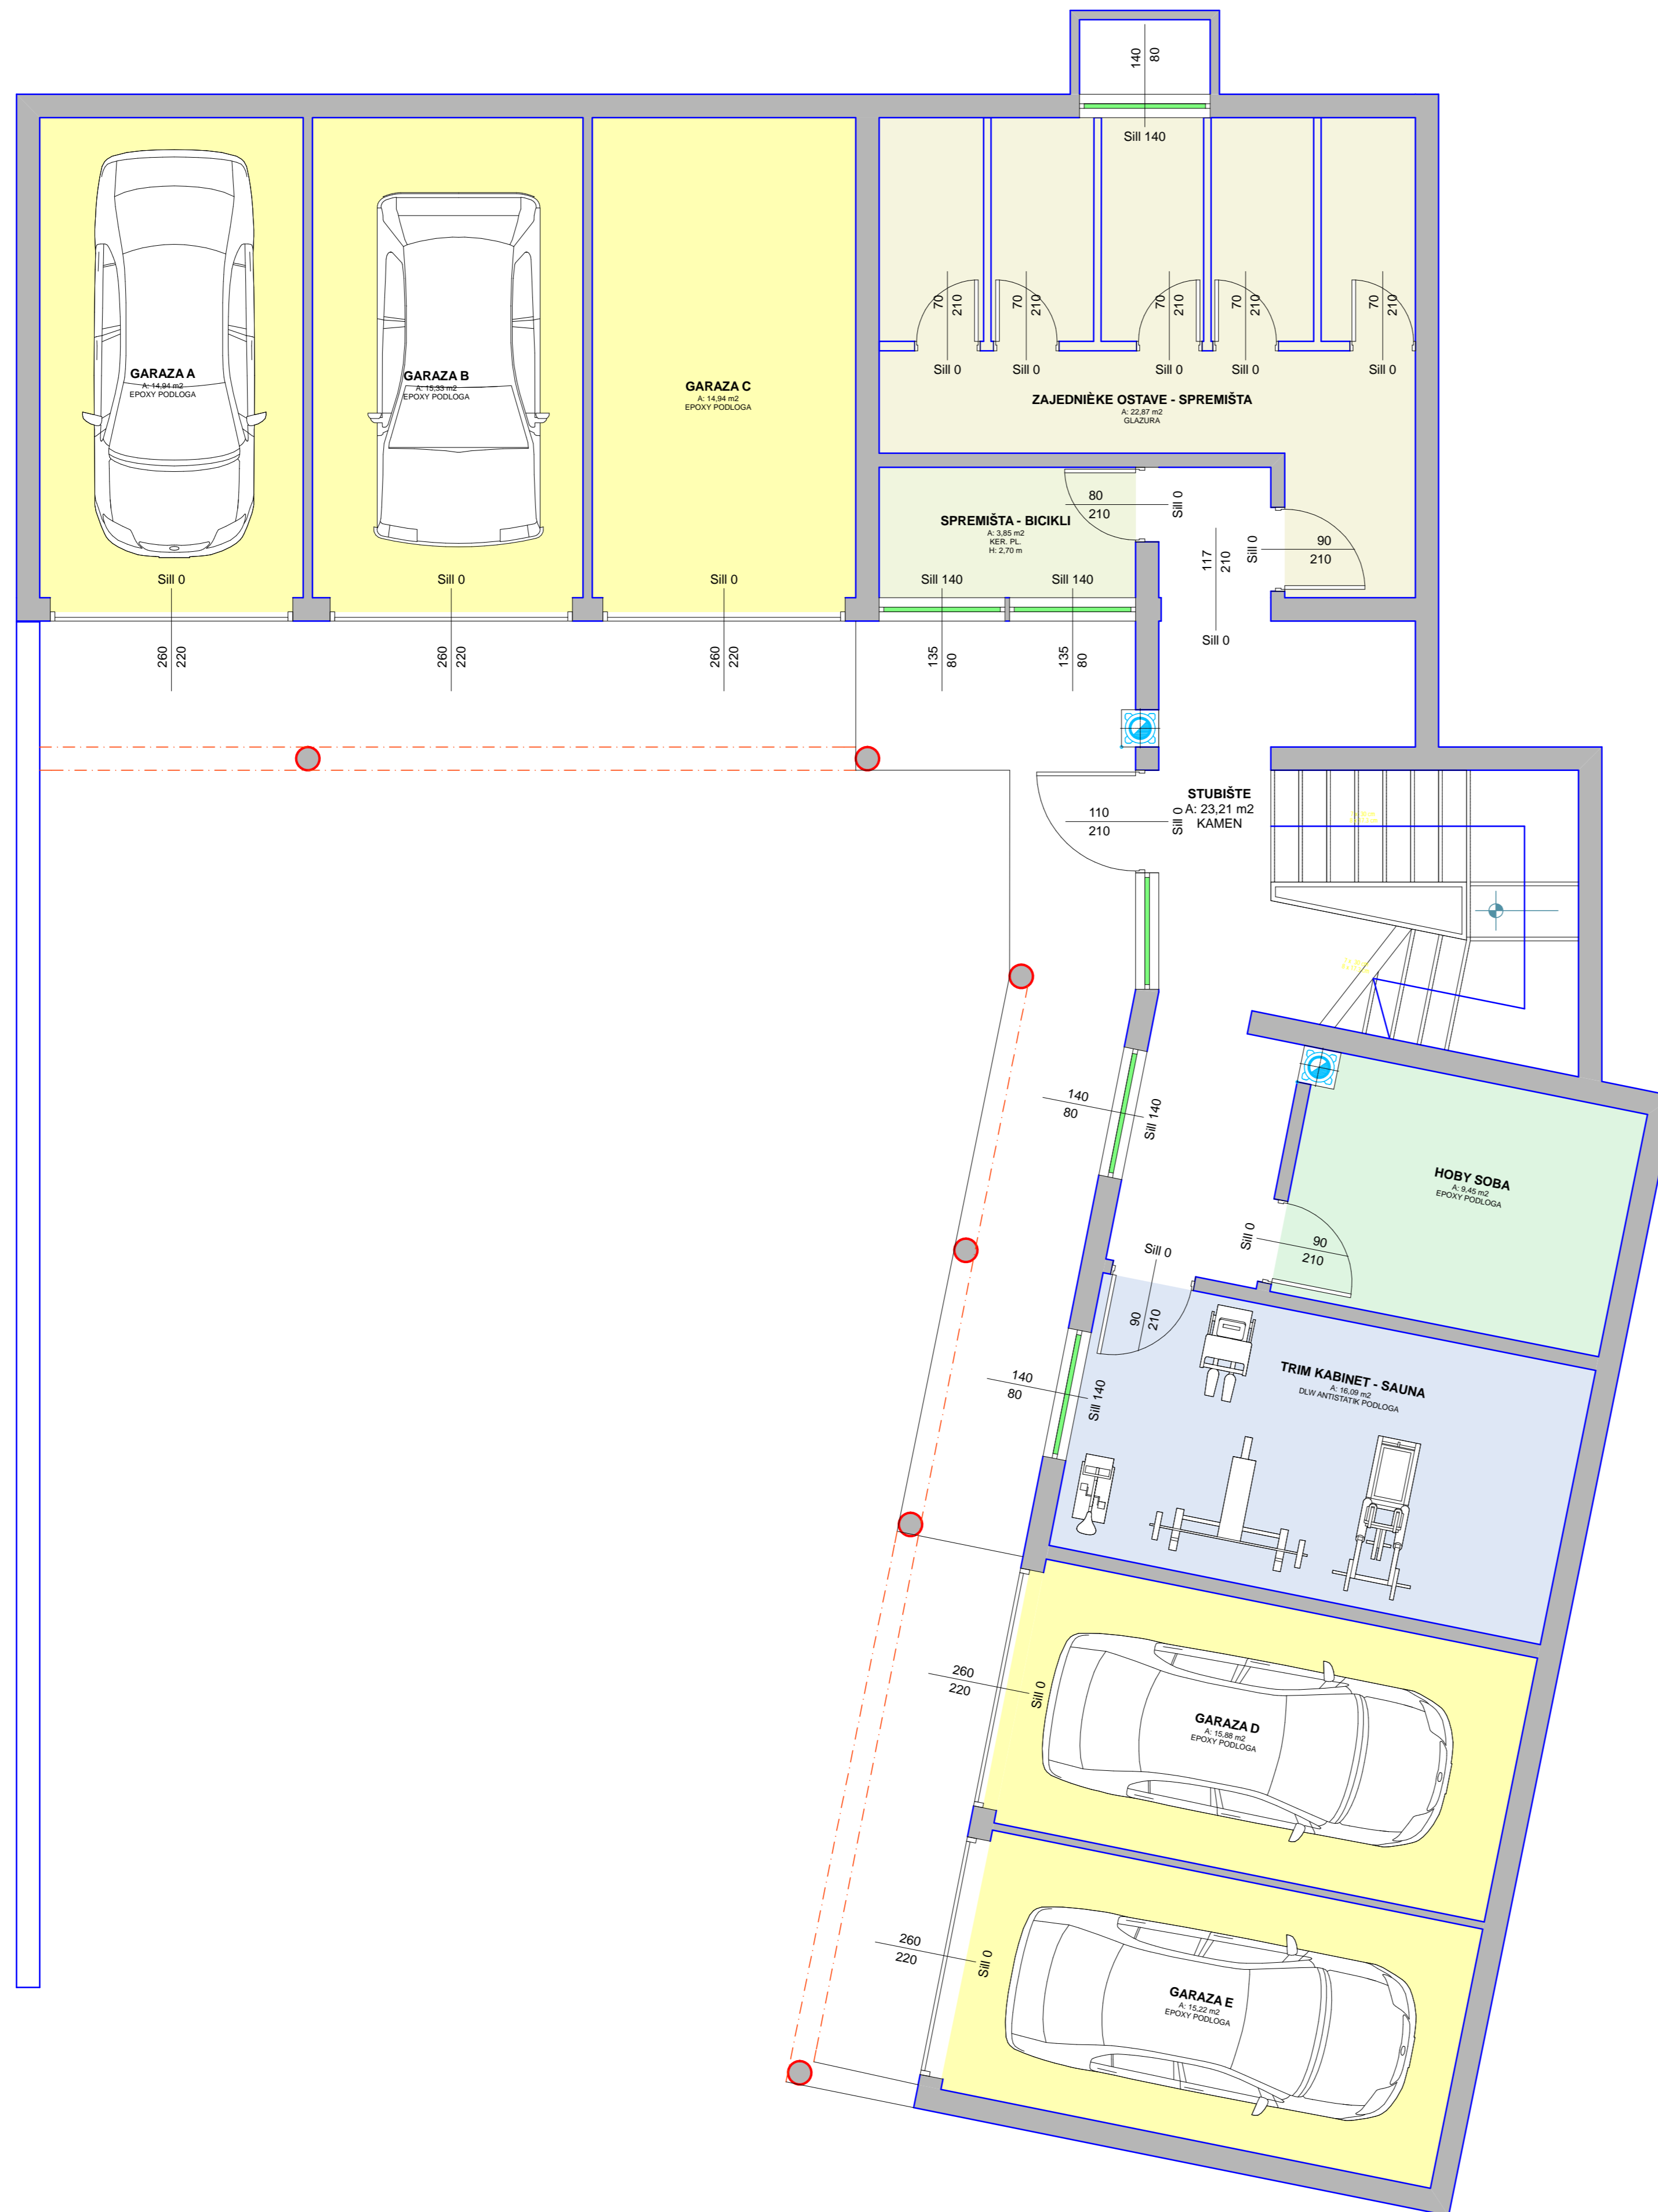 140
80
Sill 140
70
210
70
210
70
210
70
210
70
210
Sill 0
Sill 0
Sill 0
Sill 0
Sill 0
GARAZA A
A: 14,94 m2
EPOXY PODLOGA
GARAZA B
A: 15,33 m2
EPOXY PODLOGA
GARAZA C
A: 14,94 m2
EPOXY PODLOGA
ZAJEDNIÈKE OSTAVE - SPREMIŠTA
A: 22,87 m2
GLAZURA
80
210
Sill 0
SPREMIŠTA - BICIKLI
A: 3,85 m2
KER. PL.
H: 2,70 m
117
210
Sill 0
Sill 0
90
210
Sill 0
Sill 0
Sill 0
Sill 140
Sill 140
260
220
260
220
260
220
135
80
135
80
STUBIŠTE
A: 23,21 m2
KAMEN
110
210
Sill 0
140
80
Sill 140
HOBY SOBA
A: 9,45 m2
EPOXY PODLOGA
Sill 0
90
210
Sill 0
90
210
140
80
Sill 140
TRIM KABINET - SAUNA
A: 16,09 m2
DLW ANTISTATIK PODLOGA
260
220
Sill 0
GARAZA D
A: 15,88 m2
EPOXY PODLOGA
260
220
Sill 0
GARAZA E
A: 15,22 m2
EPOXY PODLOGA